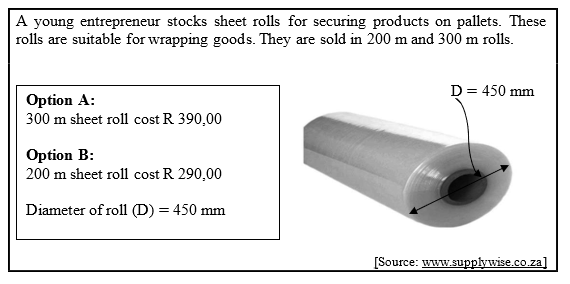 A young entrepreneur stocks sheet rolls for securing products on pallets. These
rolls are suitable for wrapping goods. They are sold in 200 m and 300 m rolls.
Option A:
300 m sheet roll cost R 390,00
Option B:
200 m sheet roll cost R 290,00
Diameter of roll (D) = 450 mm
D = 450 mm
[Source: www.supplywise.co.za]